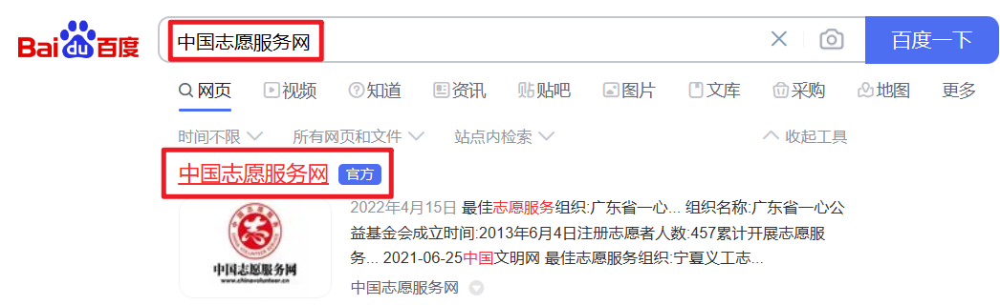 Bai du 百度 中国志愿服务网 百度一下
网页 视频 知道 资讯 贴 贴吧 图片 文库 采购 地图 更多
时间不限 所有网页和文件 站点内检索 收起工具
中国志愿服务网 官方
2022年4月15日 最佳志愿服务组织:广东省一心... 组织名称:广东省一心公
益基金会成立时间:2013年6月4日注册志愿者人数:457累计开展志愿服
务... 2021-06-25中国文明网 最佳志愿服务组织:宁夏义工志...
中国志愿服务网
www.chinavolunteer.cn
中国志愿服务网